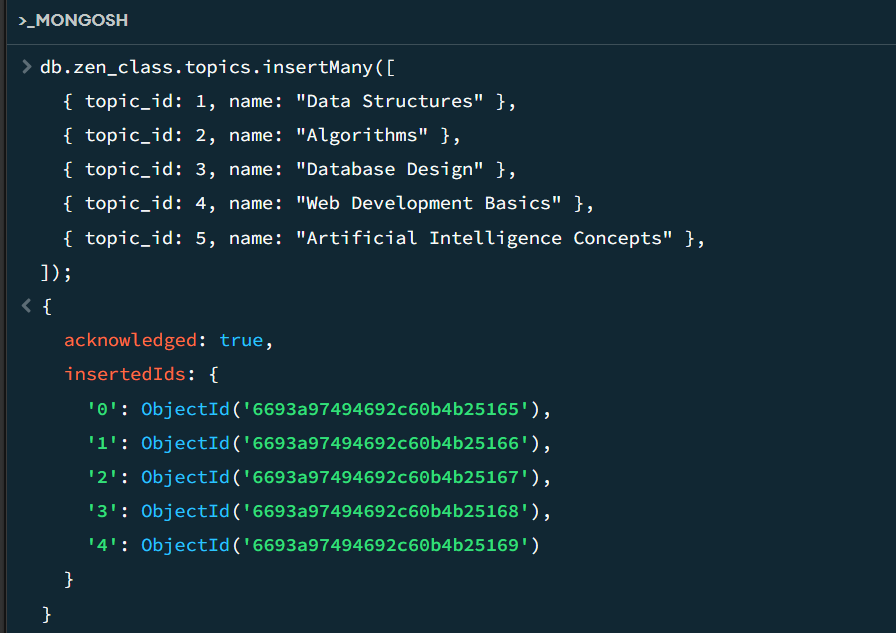 >_MONGOSH
> db.zen_class.topics.insertMany([
{ topic_id: 1, name: "Data Structures" },
{ topic_id: 2, name: "Algorithms" },
{ topic_id: 3, name: "Database Design" },
{ topic_id: 4, name: "Web Development Basics" },
{ topic_id: 5, name: "Artificial Intelligence Concepts" },
]);
< {
acknowledged: true,
insertedIds: {
'0': ObjectId('6693a97494692c60b4b25165'),
'1': ObjectId('6693a97494692c60b4b25166'),
'2': ObjectId('6693a97494692c60b4b25167'),
'3': ObjectId('6693a97494692c60b4b25168'),
'4': ObjectId('6693a97494692c60b4b25169')
}
}